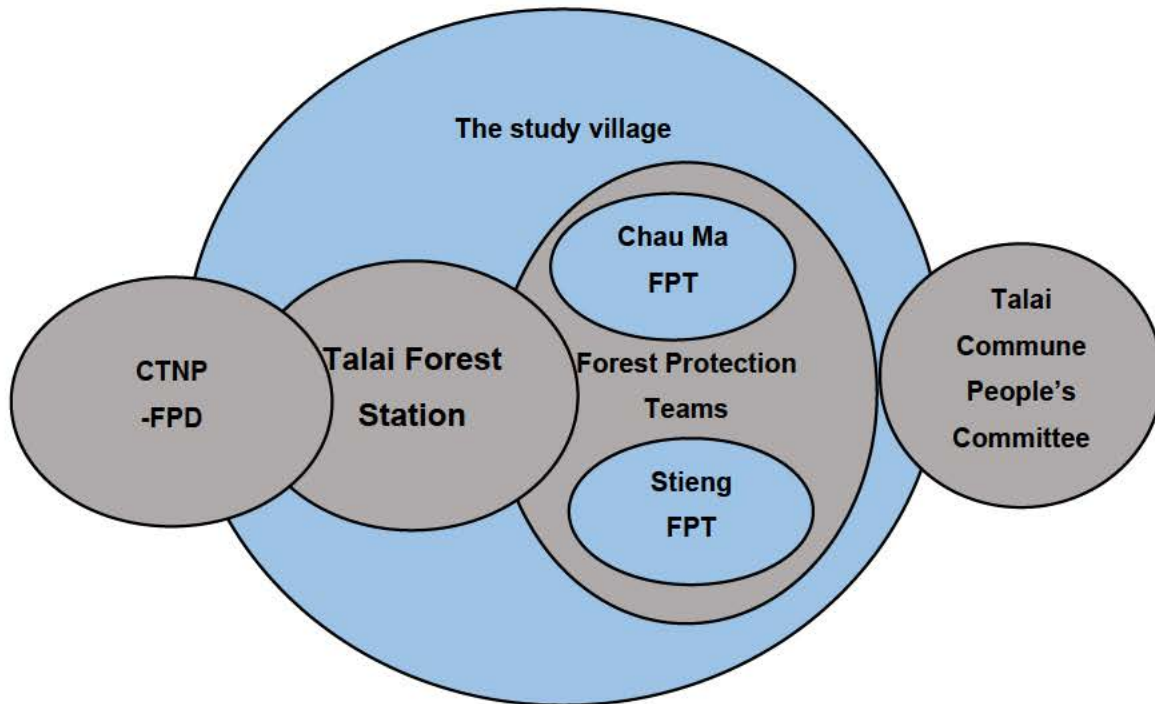 The study village
Chau Ma
FPT
Talai
Commune
People's
Committee
CTNP
-FPD
Talai Forest
Station
Forest Protection
Teams
Stieng
FPT